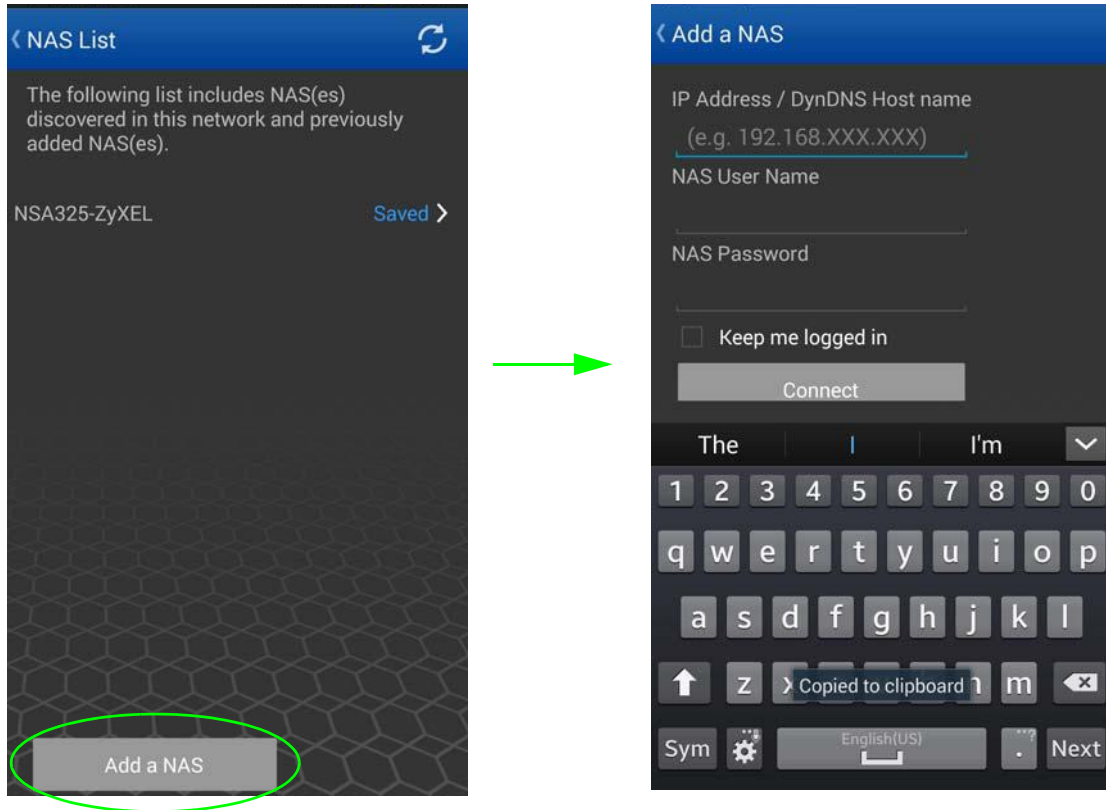 NAS List
The following list includes NAS(es)
discovered in this network and previously
added NAS(es).
NSA325-ZyXEL Saved
Add a NAS
Add a NAS
IP Address / DynDNS Host name
(e.g. 192.168.XXX.XXX)
NAS User Name
NAS Password
Keep me logged in
Connect
The I I'm
1 2 3 4 5 6 7 8 9 0
q w e r t y u i o p
a s d f g h j k l
z x m
Copied to clipboard
Sym English(US) . Next